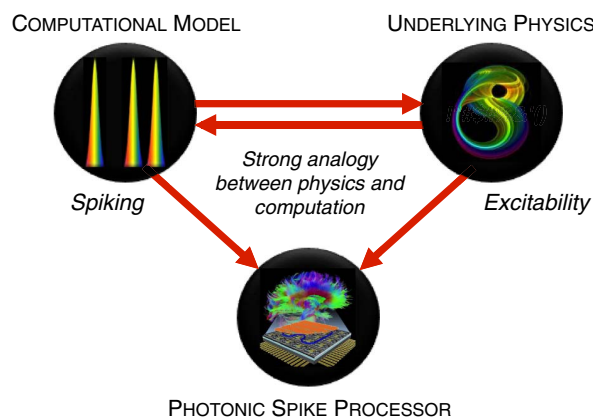 COMPUTATIONAL MODEL
UNDERLYING PHYSICS
Strong analogy
between physics and
computation
Spiking
Excitability
PHOTONIC SPIKE PROCESSOR